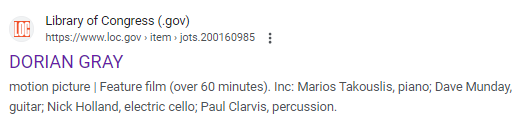 LOC
Library of Congress (.gov)
https://www.loc.gov › item › jots.200160985
DORIAN GRAY
motion picture | Feature film (over 60 minutes). Inc: Marios Takouslis, piano; Dave Munday,
guitar; Nick Holland, electric cello; Paul Clarvis, percussion.